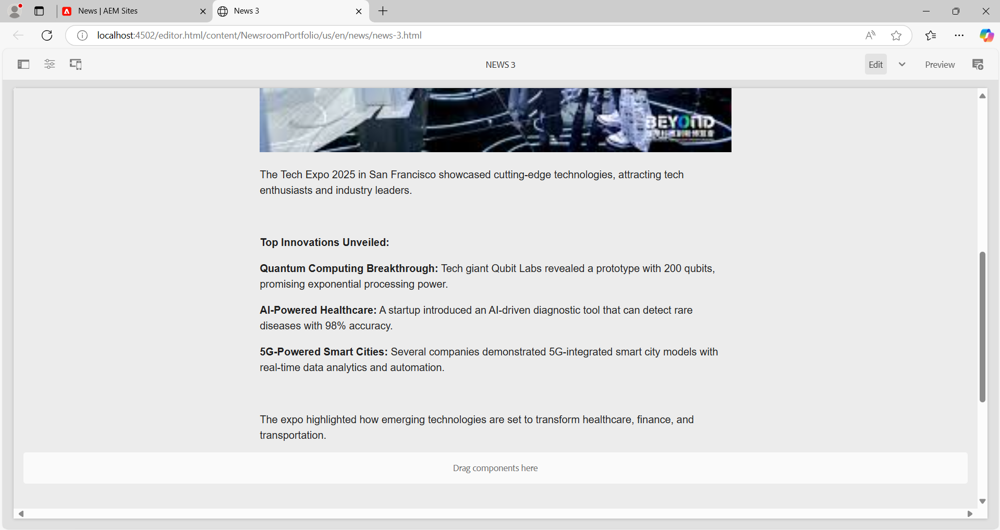 News | AEM Sites
News 3
localhost:4502/editor.html/content/NewsroomPortfolio/us/en/news/news-3.html
NEWS 3
Edit
Preview
BEYOND
The Tech Expo 2025 in San Francisco showcased cutting-edge technologies, attracting tech
enthusiasts and industry leaders.
Top Innovations Unveiled:
Quantum Computing Breakthrough: Tech giant Qubit Labs revealed a prototype with 200 qubits,
promising exponential processing power.
AI-Powered Healthcare: A startup introduced an AI-driven diagnostic tool that can detect rare
diseases with 98% accuracy.
5G-Powered Smart Cities: Several companies demonstrated 5G-integrated smart city models with
real-time data analytics and automation.
The expo highlighted how emerging technologies are set to transform healthcare, finance, and
transportation.
Drag components here